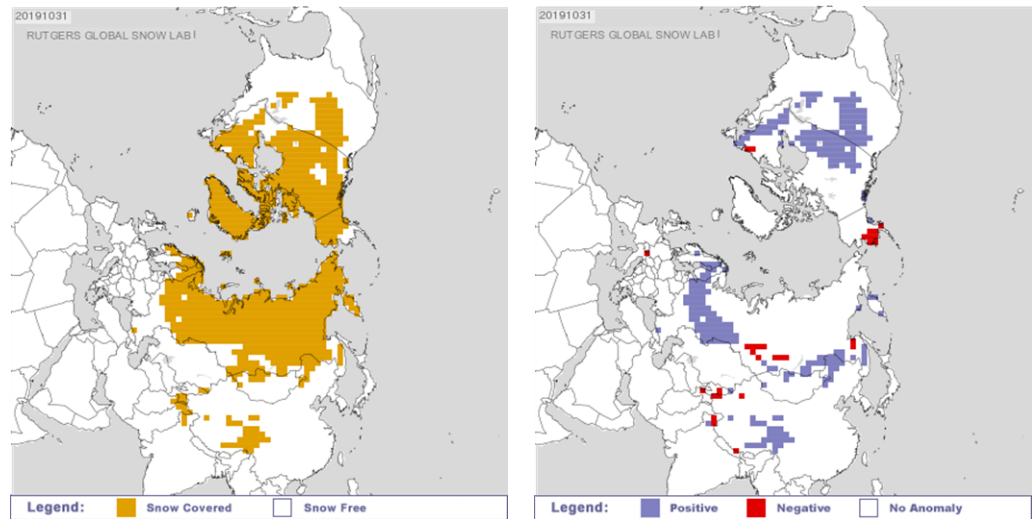 20191031
RUTGERS GLOBAL SNOW LAB!
Legend: Snow Covered Snow Free
20191031
RUTGERS GLOBAL SNOW LAB!
Legend: Positive Negative No Anomaly